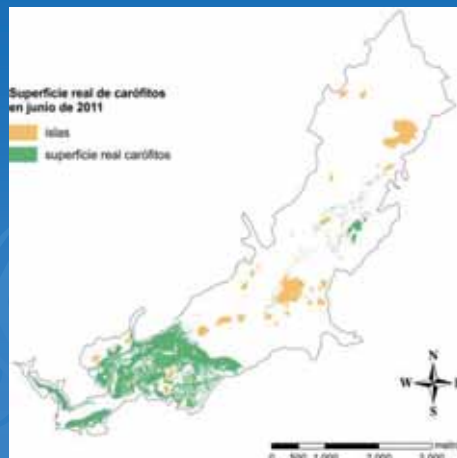 Superficie real de carófitos
en junio de 2011
islas
superficie real carófitos
N
W E
S
0 500 1.000 2.000 3.000